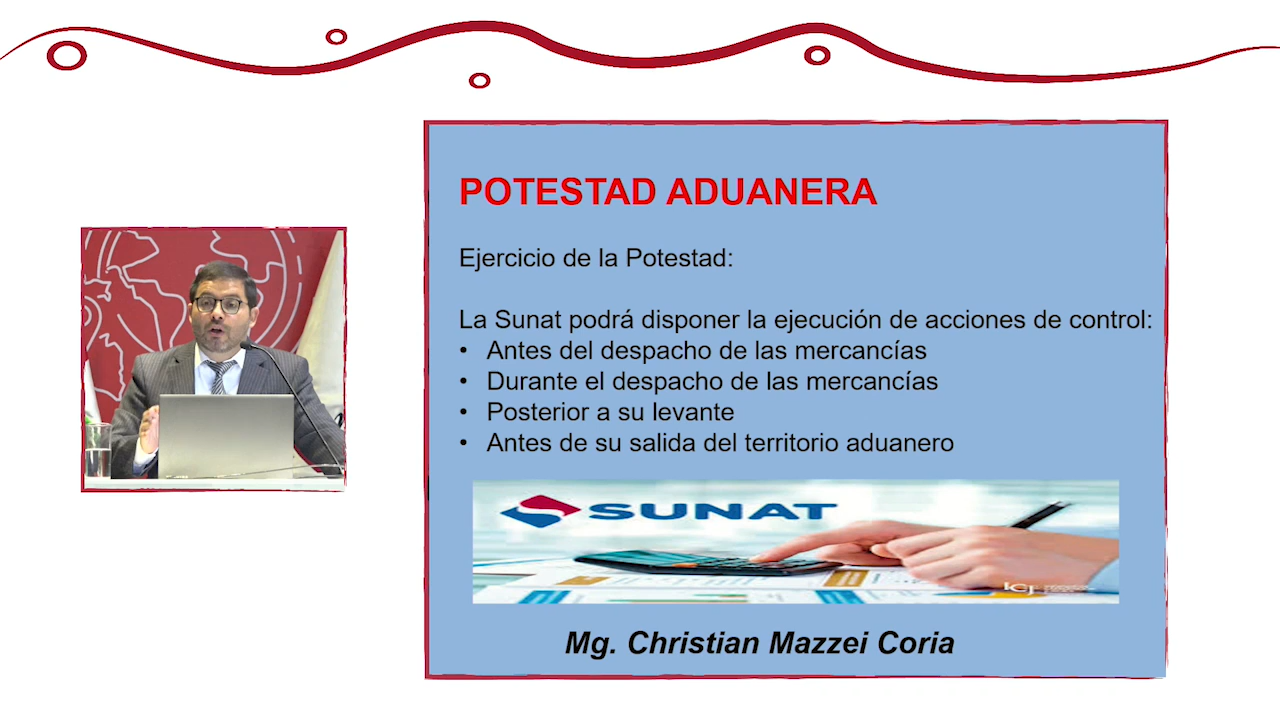 POTESTAD ADUANERA
Ejercicio de la Potestad:
La Sunat podrá disponer la ejecución de acciones de control:
• Antes del despacho de las mercancías
• Durante el despacho de las mercancías
• Posterior a su levante
• Antes de su salida del territorio aduanero
SUNAT
Mg. Christian Mazzei Coria